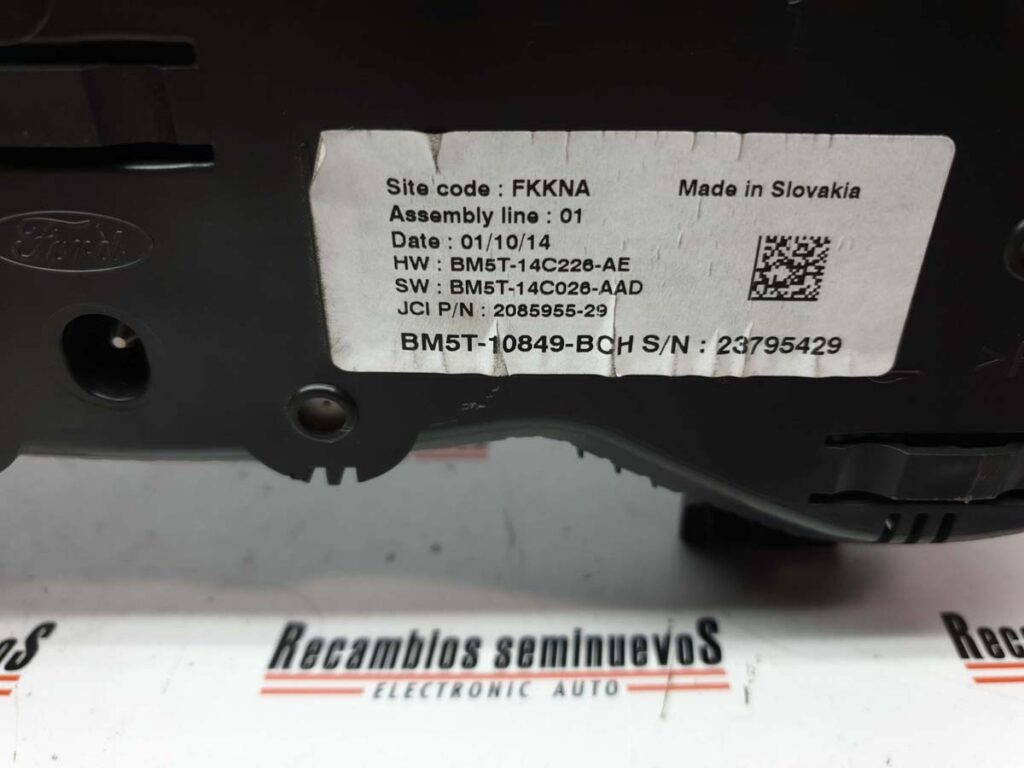 Site code : FKKNA
Made in Slovakia
Assembly line : 01
Date : 01/10/14
HW : BM5T-14C226-AE
SW : BM5T-14C026-AAD
JCI P/N : 2085955-29
BM5T-10849-BCH S/N : 23795429
Ford
Recambios seminuevos
ELECTRONIC AUTO